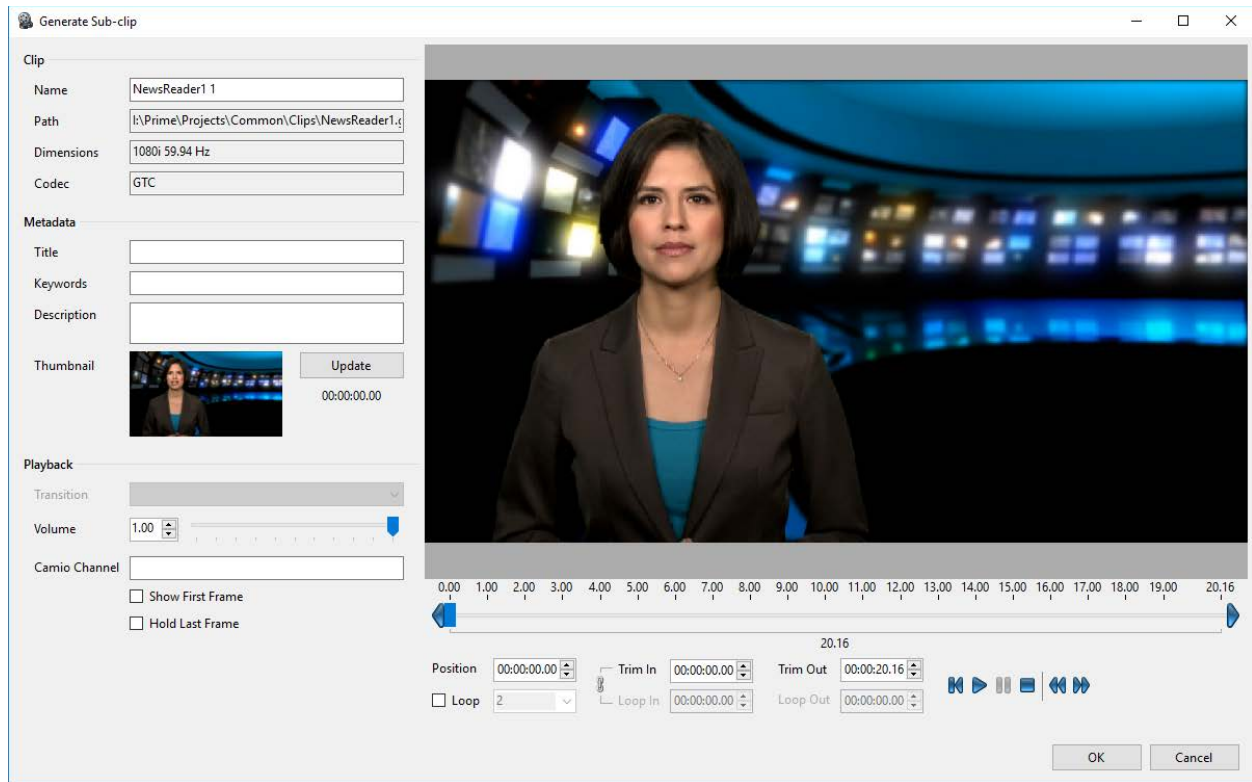 Generate Sub-clip
Clip
Name NewsReader1 1
Path I:\Prime\Projects\Common\Clips\NewsReader1.g
Dimensions 1080i 59.94 Hz
Codec GTC
Metadata
Title
Keywords
Description
Thumbnail Update
00:00:00.00
Playback
Transition
Volume 1.00
Camio Channel
Show First Frame
Hold Last Frame
0.00 1.00 2.00 3.00 4.00 5.00 6.00 7.00 8.00 9.00 10.00 11.00 12.00 13.00 14.00 15.00 16.00 17.00 18.00 19.00 20.16
20.16
Position 00:00:00.00 Trim In 00:00:00.00 Trim Out 00:00:20.16
Loop 2 Loop In 00:00:00.00 Loop Out 00:00:00.00
OK Cancel